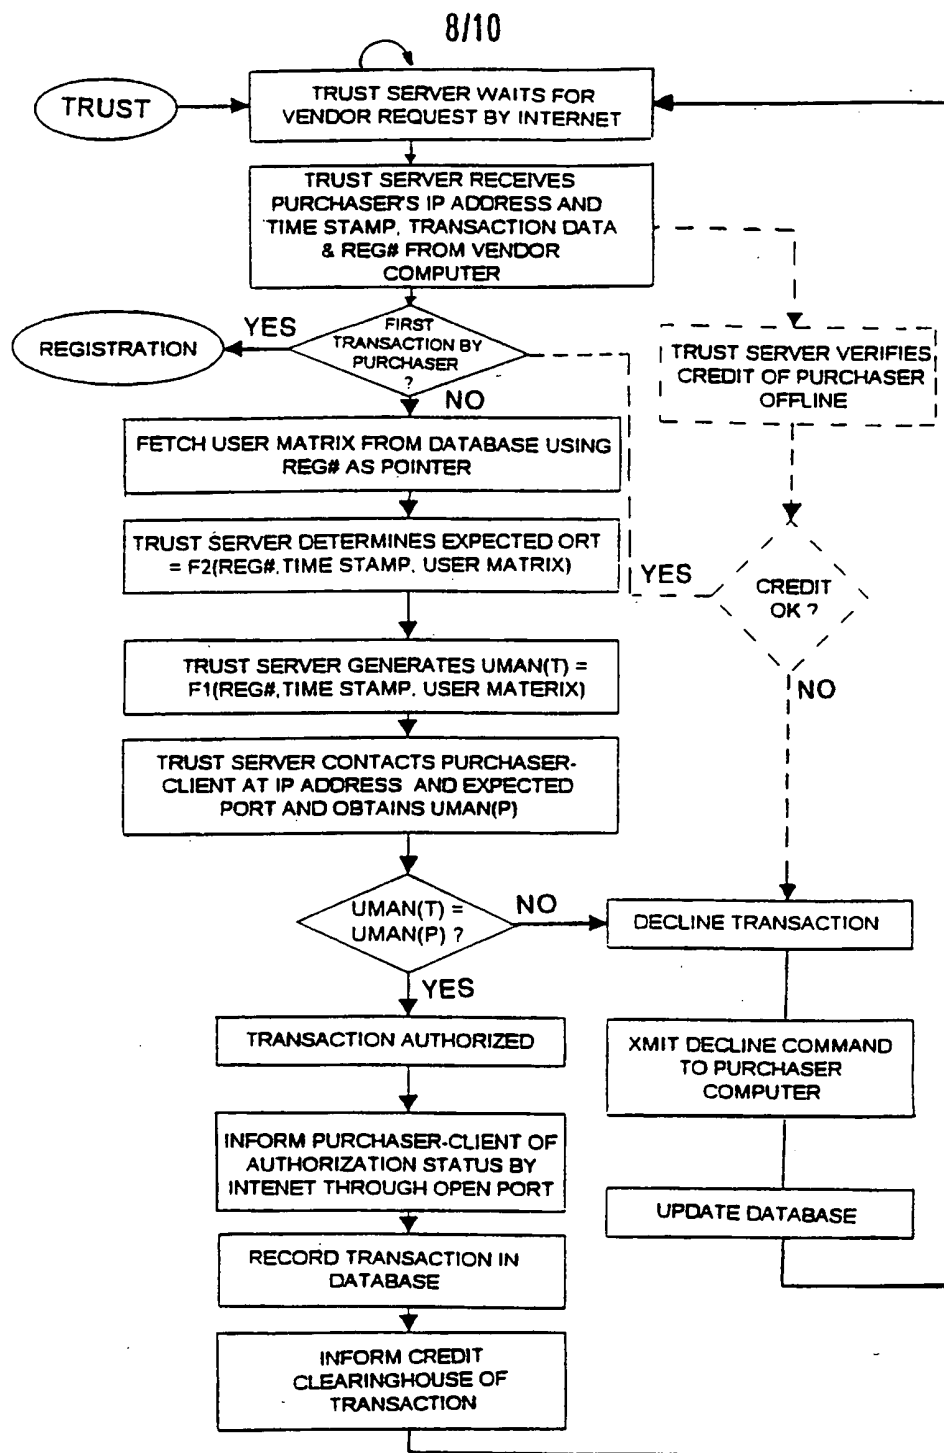 8/10
TRUST
TRUST SERVER WAITS FOR
VENDOR REQUEST BY INTERNET
TRUST SERVER RECEIVES
PURCHASER'S IP ADDRESS AND
TIME STAMP, TRANSACTION DATA
& REG# FROM VENDOR
COMPUTER
REGISTRATION
YES
FIRST
TRANSACTION BY
PURCHASER
?
NO
TRUST SERVER VERIFIES
CREDIT OF PURCHASER
OFFLINE
FETCH USER MATRIX FROM DATABASE USING
REG# AS POINTER
TRUST SERVER DETERMINES EXPECTED ORT
= F2(REG#,TIME STAMP, USER MATRIX)
YES
CREDIT
OK ?
NO
TRUST SERVER GENERATES UMAN(T) =
F1(REG#,TIME STAMP, USER MATERIX)
TRUST SERVER CONTACTS PURCHASER-
CLIENT AT IP ADDRESS AND EXPECTED
PORT AND OBTAINS UMAN(P)
UMAN(T) =
UMAN(P) ?
NO
DECLINE TRANSACTION
YES
TRANSACTION AUTHORIZED
XMIT DECLINE COMMAND
TO PURCHASER
COMPUTER
INFORM PURCHASER-CLIENT OF
AUTHORIZATION STATUS BY
INTENET THROUGH OPEN PORT
UPDATE DATABASE
RECORD TRANSACTION IN
DATABASE
INFORM CREDIT
CLEARINGHOUSE OF
TRANSACTION